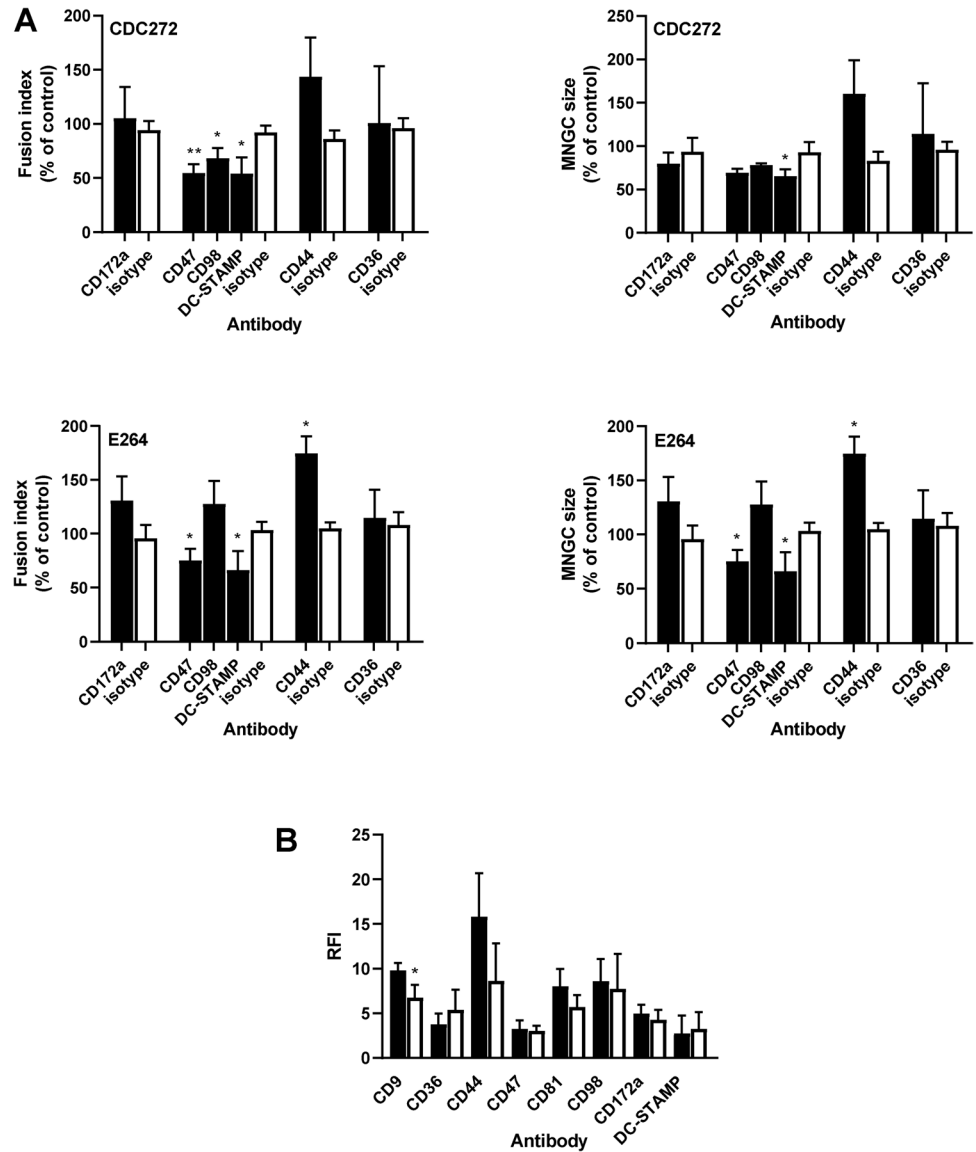 A
CDC272
Fusion index
(% of control)
200
150
100
50
0
**
*
*
CD172a
isotype
CD47
CD98
DC-STAMP
isotype
CD44
isotype
CD36
isotype
Antibody
CDC272
MNGC size
(% of control)
250
200
150
100
50
0
*
CD172a
isotype
CD47
CD98
DC-STAMP
isotype
CD44
isotype
CD36
isotype
Antibody
E264
Fusion index
(% of control)
200
150
100
50
0
*
*
*
CD172a
isotype
CD47
CD98
DC-STAMP
isotype
CD44
isotype
CD36
isotype
Antibody
E264
MNGC size
(% of control)
200
150
100
50
0
*
*
*
CD172a
isotype
CD47
CD98
DC-STAMP
isotype
CD44
isotype
CD36
isotype
Antibody
B
RFI
25
20
15
10
5
0
*
CD9
CD36
CD44
CD47
CD81
CD98
CD172a
DC-STAMP
Antibody